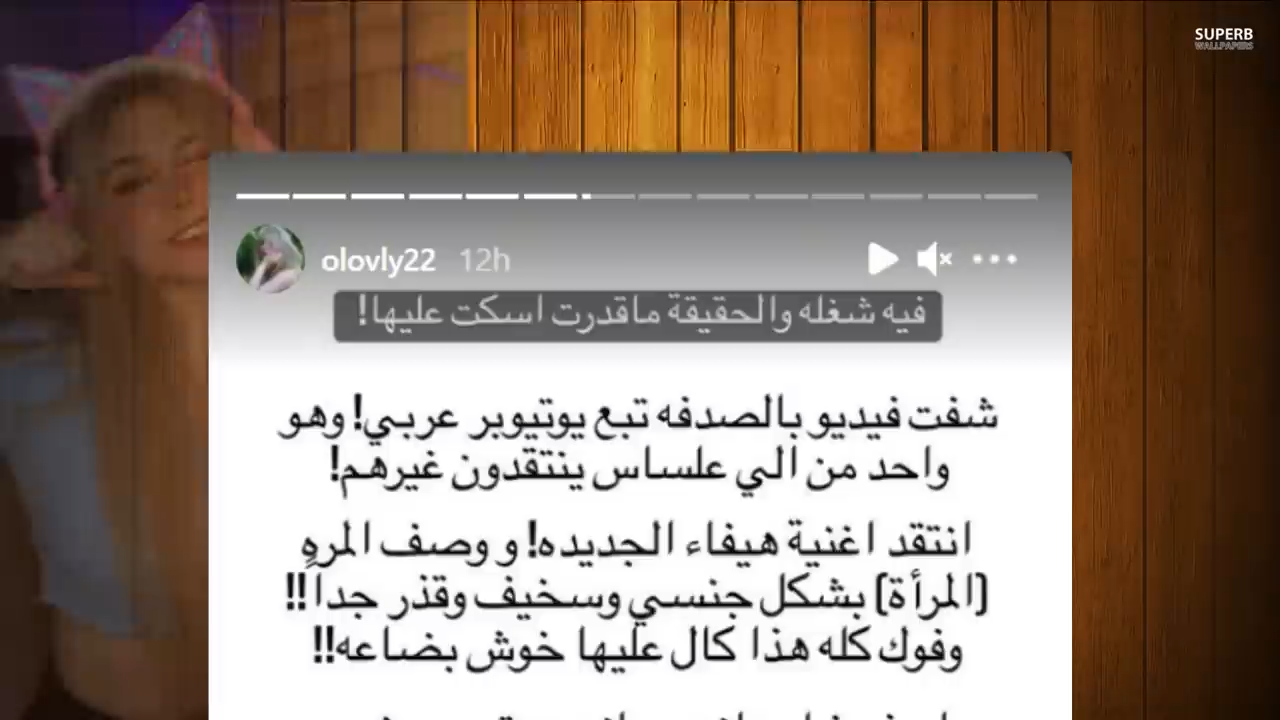 SUPERB
WALLPAPERS
olovly22 12h
فيه شغله والحقيقة ماقدرت اسكت عليها!
شفت فيديو بالصدفه تبع يوتيوبر عربي! وهو
واحد من الي علساس ينتقدون غيرهم!
انتقد اغنية هيفاء الجديده! و وصف المرهٍ
(المرأة) بشكل جنسي وسخيف وقذر جداً!!
وفوك كله هذا كال عليها خوش بضاعه!!